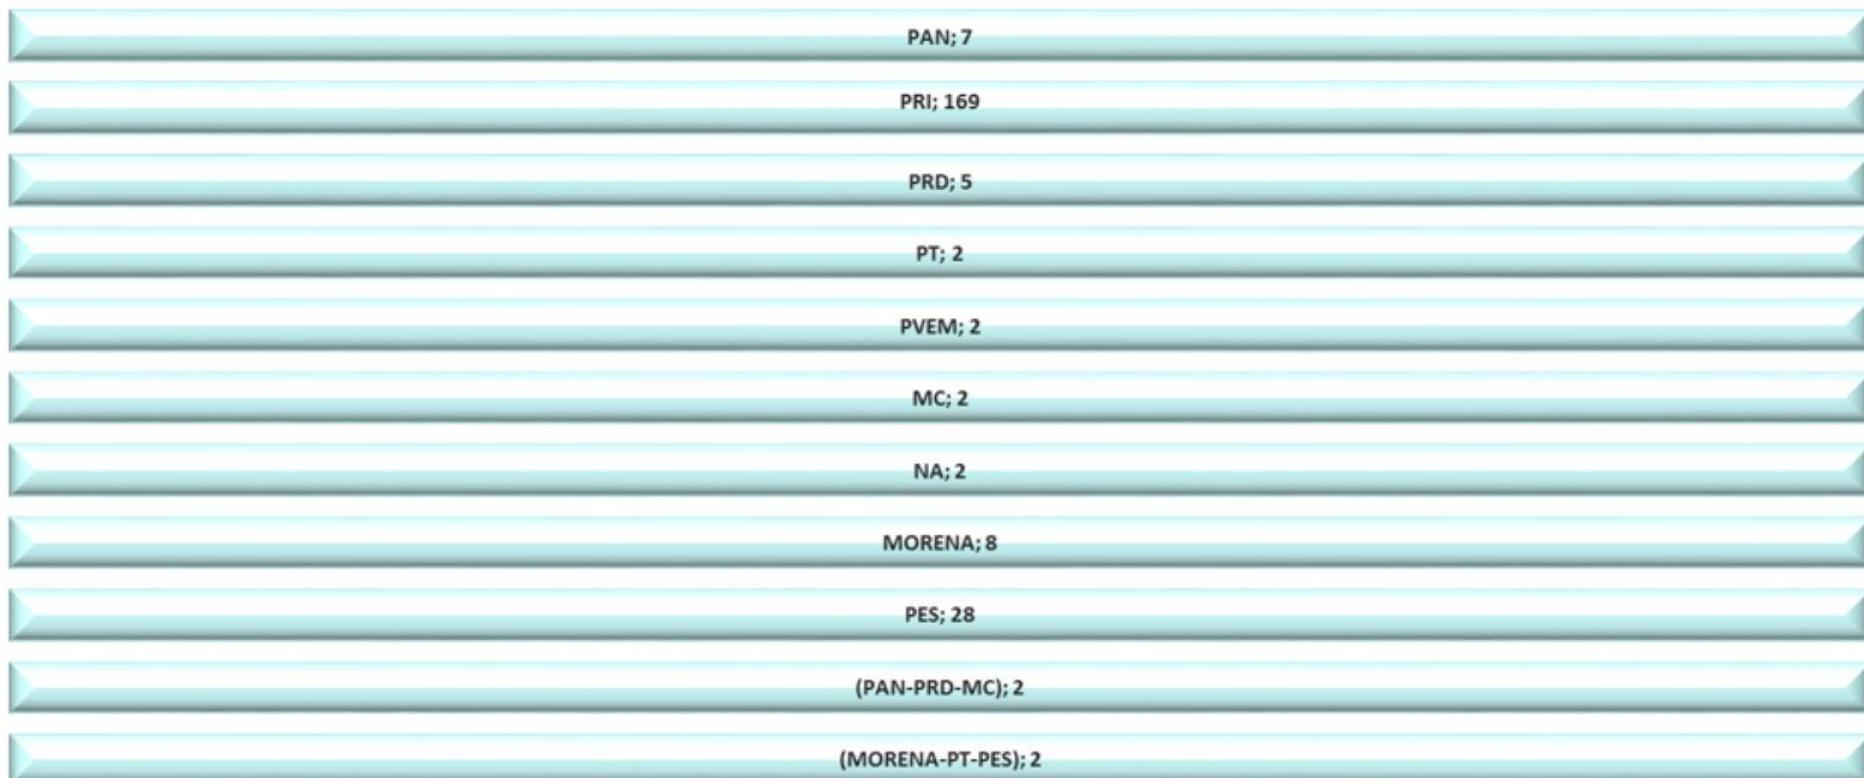 PAN; 7
PRI; 169
PRD; 5
PT; 2
PVEM; 2
MC; 2
NA; 2
MORENA; 8
PES; 28
(PAN-PRD-MC); 2
(MORENA-PT-PES); 2